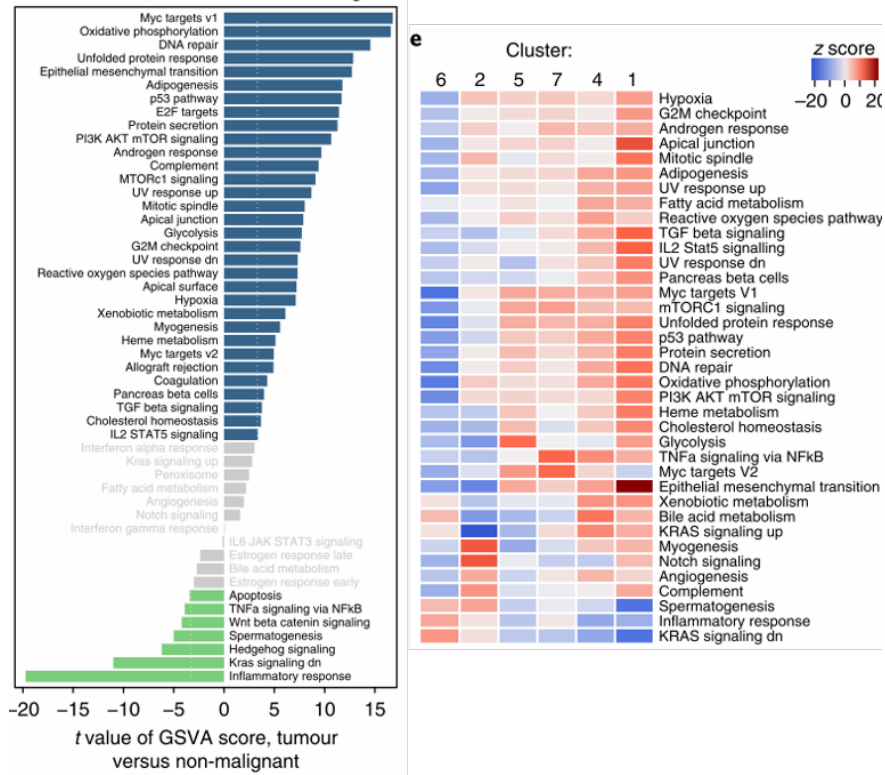 Myc targets v1
Oxidative phosphorylation
DNA repair
Unfolded protein response
Epithelial mesenchymal transition
Adipogenesis
p53 pathway
E2F targets
Protein secretion
PI3K AKT mTOR signaling
Androgen response
Complement
MTORc1 signaling
UV response up
Mitotic spindle
Apical junction
Glycolysis
G2M checkpoint
UV response dn
Reactive oxygen species pathway
Apical surface
Hypoxia
Xenobiotic metabolism
Myogenesis
Heme metabolism
Myc targets v2
Allograft rejection
Coagulation
Pancreas beta cells
TGF beta signaling
Cholesterol homeostasis
IL2 STAT5 signaling
Interferon alpha response
Kras signaling up
Peroxisome
Fatty acid metabolism
Angiogenesis
Notch signaling
Interferon gamma response
IL6 JAK STAT3 signaling
Estrogen response late
Bile acid metabolism
Estrogen response early
Apoptosis
TNFa signaling via NFkB
Wnt beta catenin signaling
Spermatogenesis
Hedgehog signaling
Kras signaling dn
Inflammatory response
−20 −15 −10 −5 0 5 10 15
t value of GSVA score, tumour
versus non-malignant
e
Cluster:
6 2 5 7 4 1
z score
−20 0 20
Hypoxia
G2M checkpoint
Androgen response
Apical junction
Mitotic spindle
Adipogenesis
UV response up
Fatty acid metabolism
Reactive oxygen species pathway
TGF beta signaling
IL2 Stat5 signalling
UV response dn
Pancreas beta cells
Myc targets V1
mTORC1 signaling
Unfolded protein response
p53 pathway
Protein secretion
DNA repair
Oxidative phosphorylation
PI3K AKT mTOR signaling
Heme metabolism
Cholesterol homeostasis
Glycolysis
TNFa signaling via NFkB
Myc targets V2
Epithelial mesenchymal transition
Xenobiotic metabolism
Bile acid metabolism
KRAS signaling up
Myogenesis
Notch signaling
Angiogenesis
Complement
Spermatogenesis
Inflammatory response
KRAS signaling dn